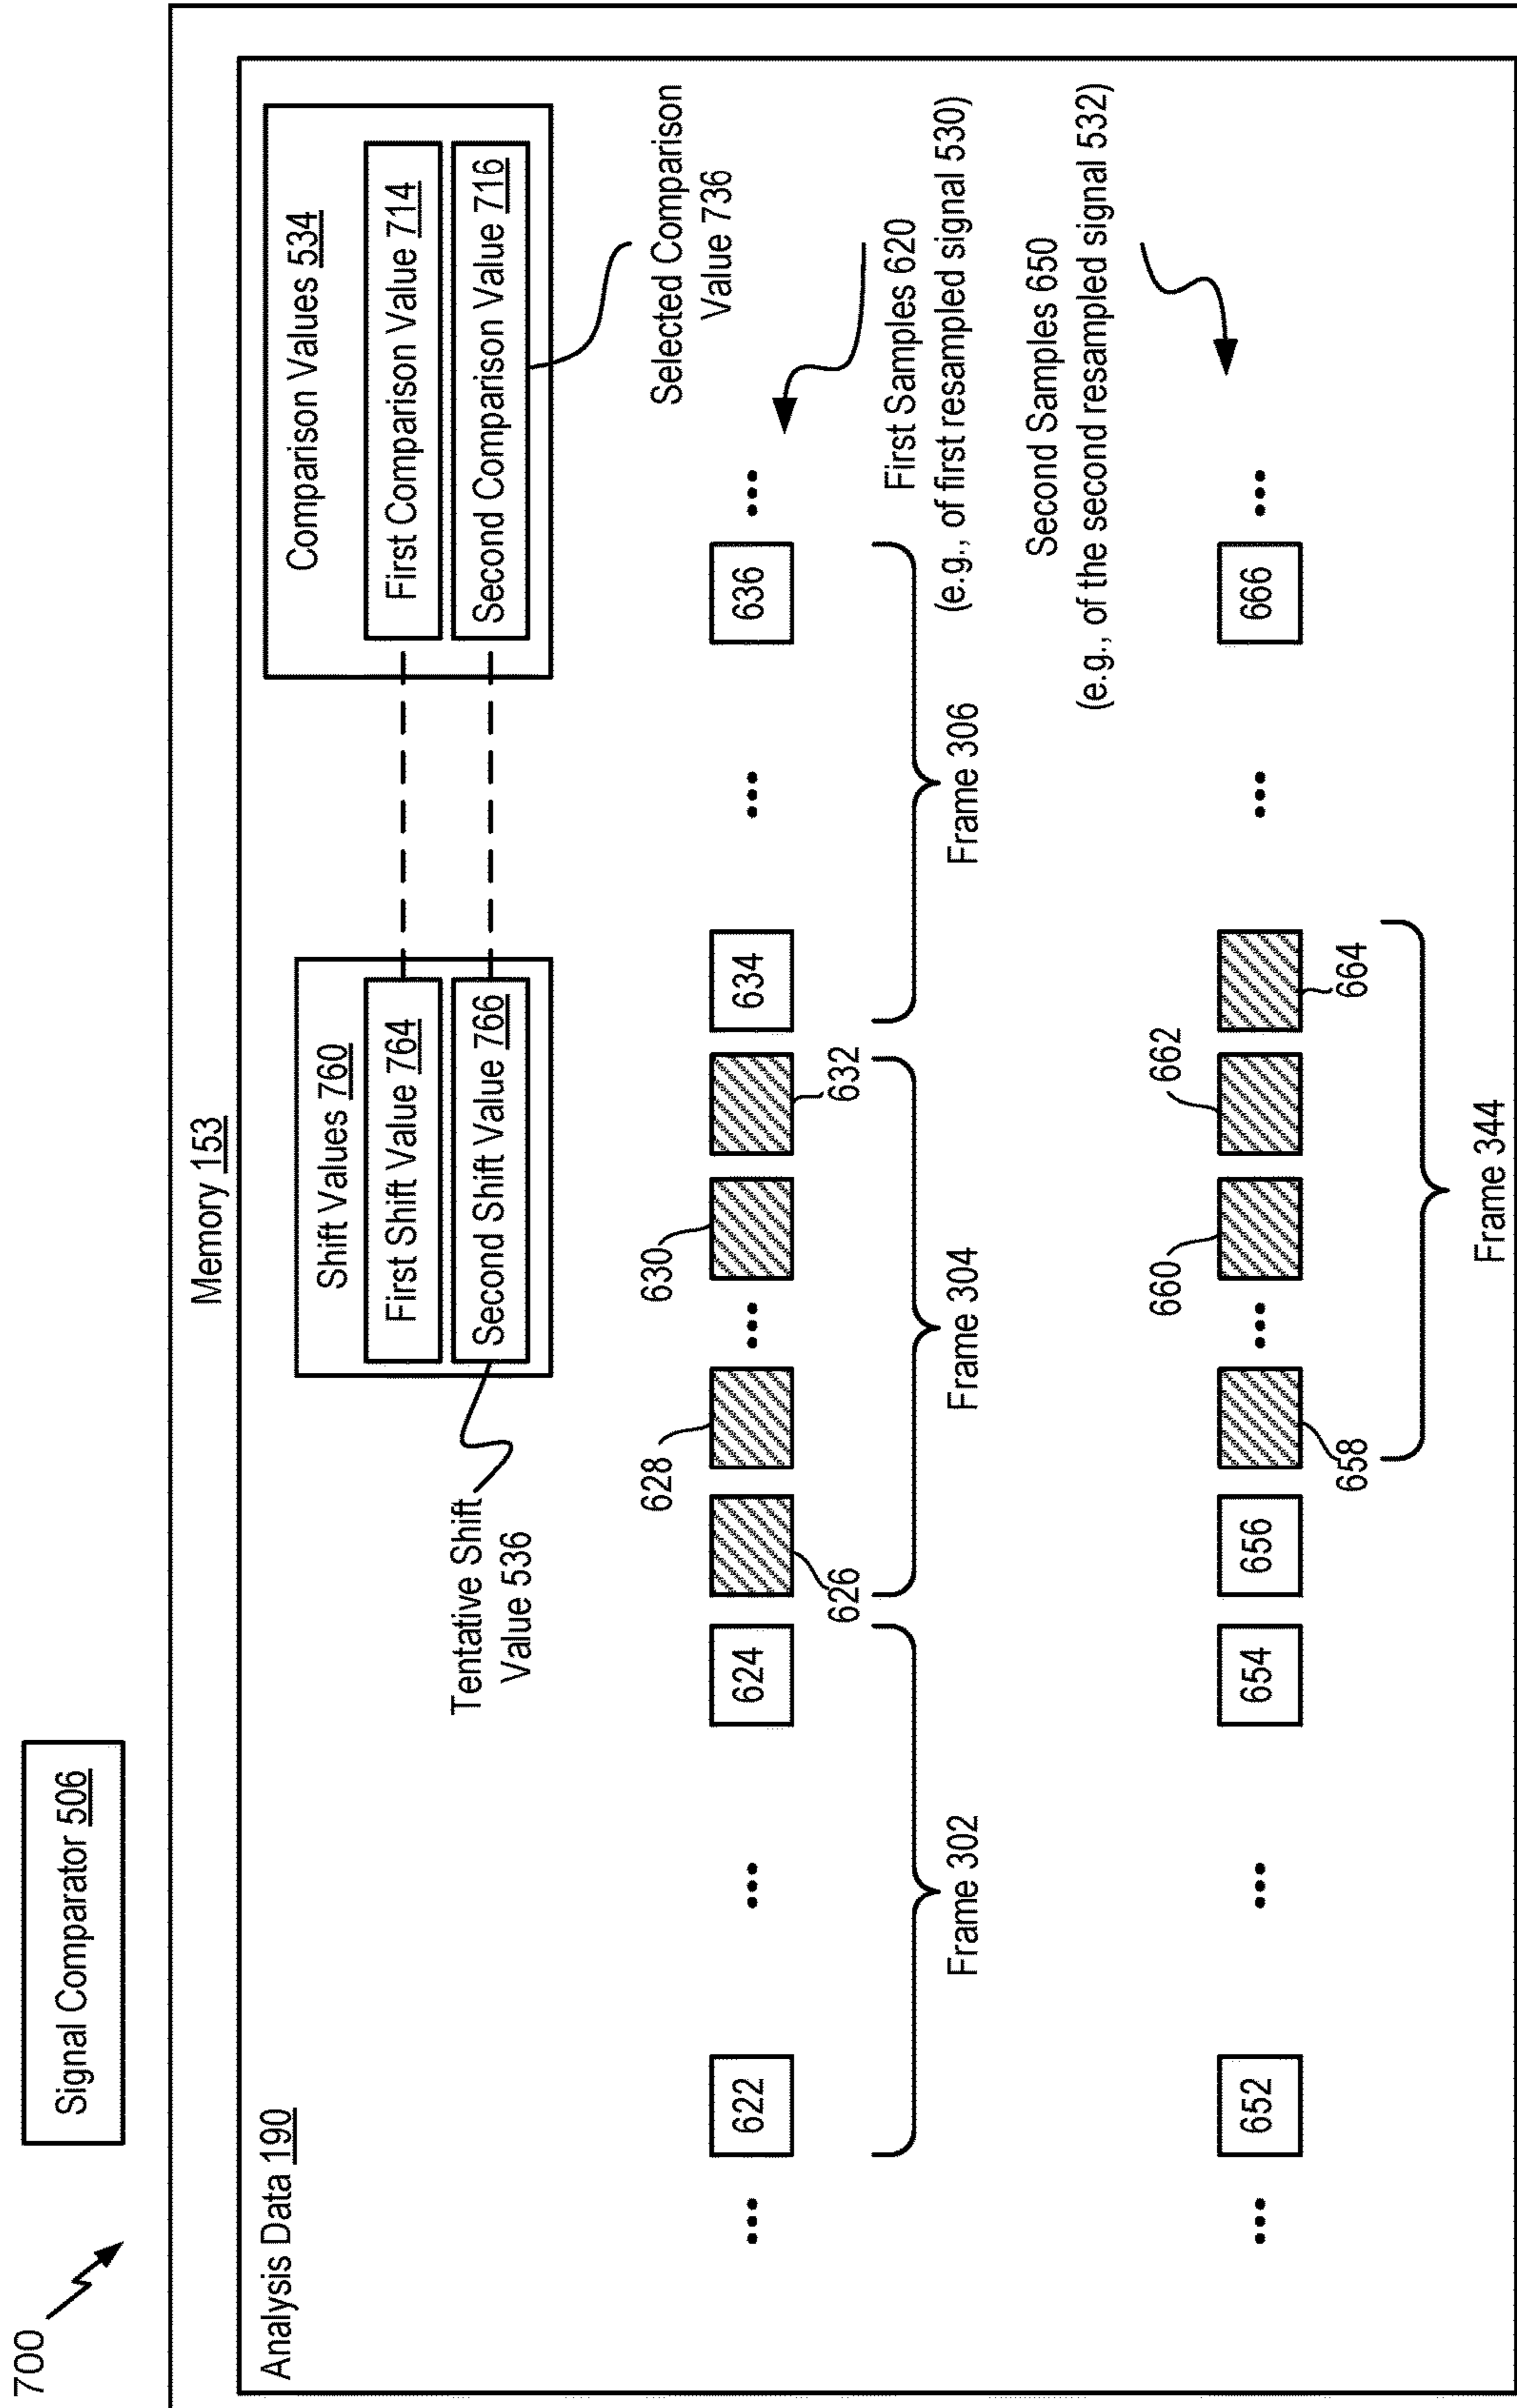 700
Signal Comparator 506
Memory 153
Analysis Data 190
Shift Values 760
First Shift Value 764
Second Shift Value 766
Tentative Shift
Value 536
Comparison Values 534
First Comparison Value 714
Second Comparison Value 716
Selected Comparison
Value 736
...
622
...
624
626
628
...
630
632
634
...
636
...
Frame 302
Frame 304
Frame 306
First Samples 620
(e.g., of first resampled signal 530)
Second Samples 650
(e.g., of the second resampled signal 532)
...
652
...
654
656
658
...
660
662
664
...
666
...
Frame 344